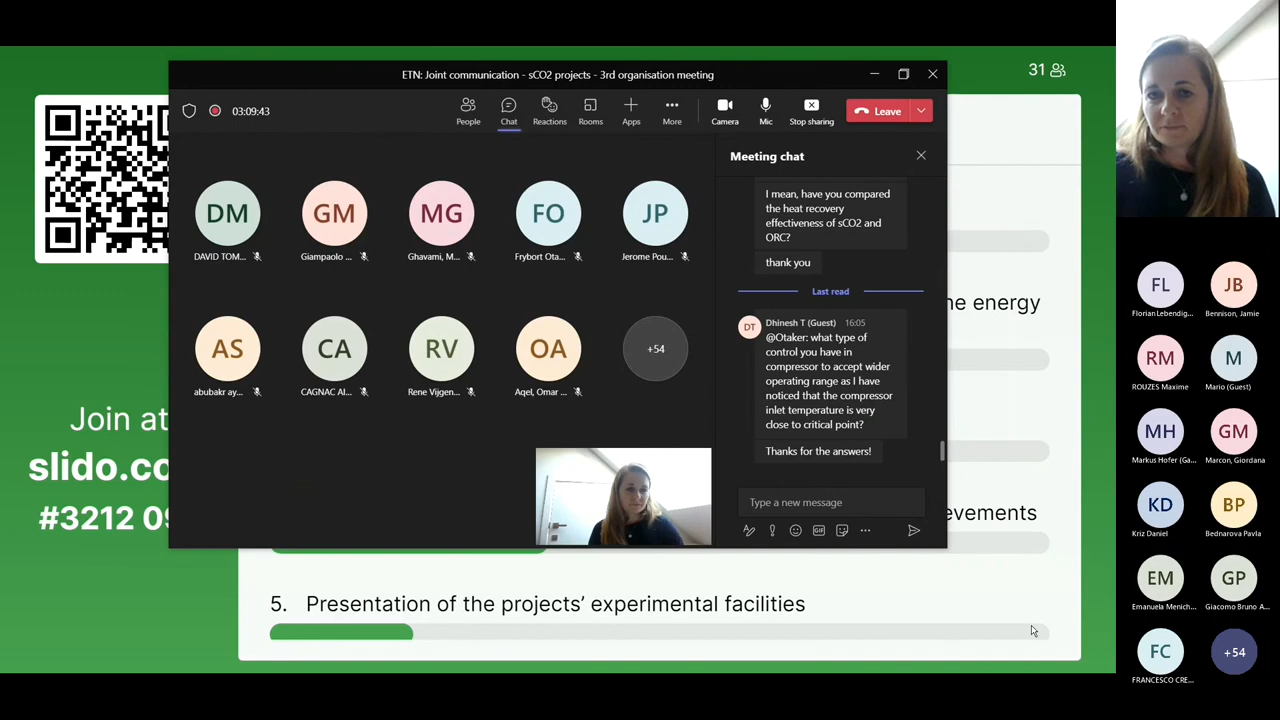 ETN: Joint communication - sCO2 projects - 3rd organisation meeting
31
03:09:43
People
Chat
Reactions
Rooms
Apps
More
Camera
Mic
Stop sharing
Leave
Meeting chat
DM
GM
MG
FO
JP
DAVID TOM...
Giampaolo ...
Ghavami, M...
Frybort Ota...
Jerome Pou...
AS
CA
RV
OA
+54
abubakr ay...
CAGNAC Al...
Rene Vijgen...
Aqel, Omar ...
I mean, have you compared
the heat recovery
effectiveness of sCO2 and
ORC?
thank you
Last read
DT
Dhinesh T (Guest) 16:05
@Otaker: what type of
control you have in
compressor to accept wider
operating range as I have
noticed that the compressor
inlet temperature is very
close to critical point?
Thanks for the answers!
Type a new message
GIF
Join at
slido.co
#3212 09
ne energy
evements
5. Presentation of the projects’ experimental facilities
FL
JB
Florian Lebendig...
Bennison, Jamie
RM
M
ROUZES Maxime
Mario (Guest)
MH
GM
Markus Hofer (Ga...
Marcon, Giordana
KD
BP
Kriz Daniel
Bednarova Pavla
EM
GP
Emanuela Menich...
Giacomo Bruno A...
FC
+54
FRANCESCO CRE...